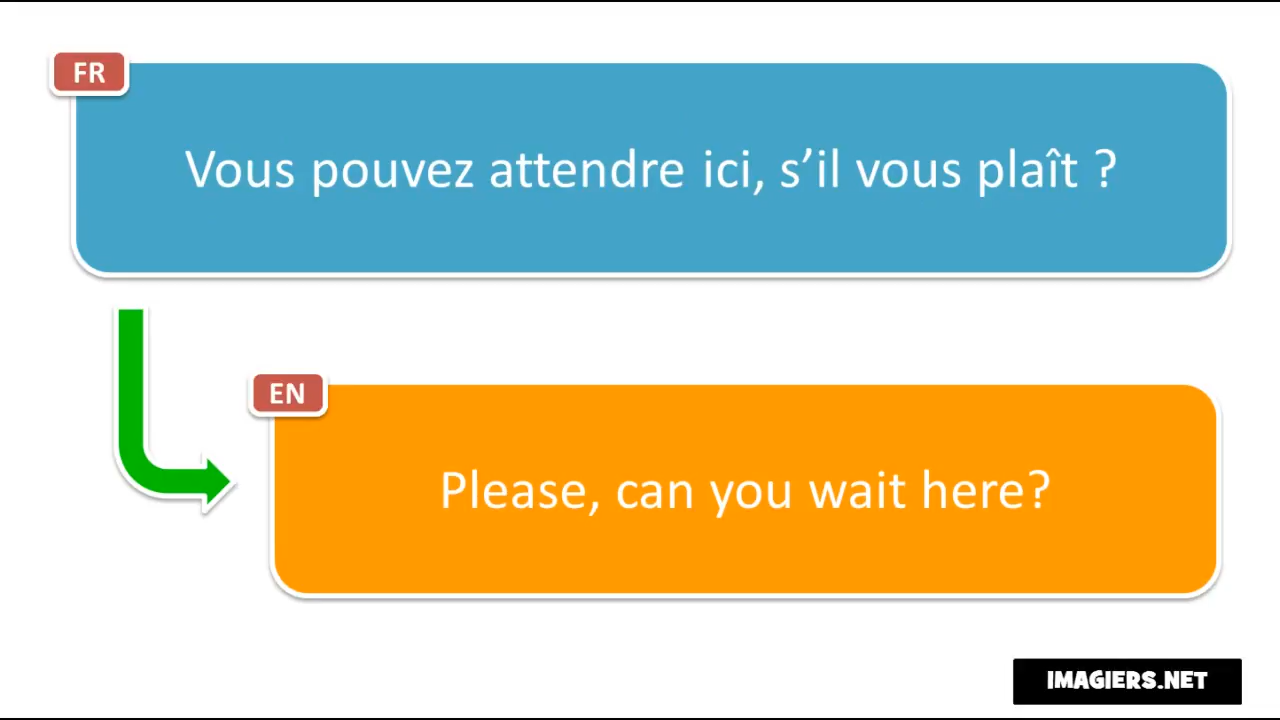 FR
Vous pouvez attendre ici, s’il vous plaît ?
EN
Please, can you wait here?
IMAGIERS.NET